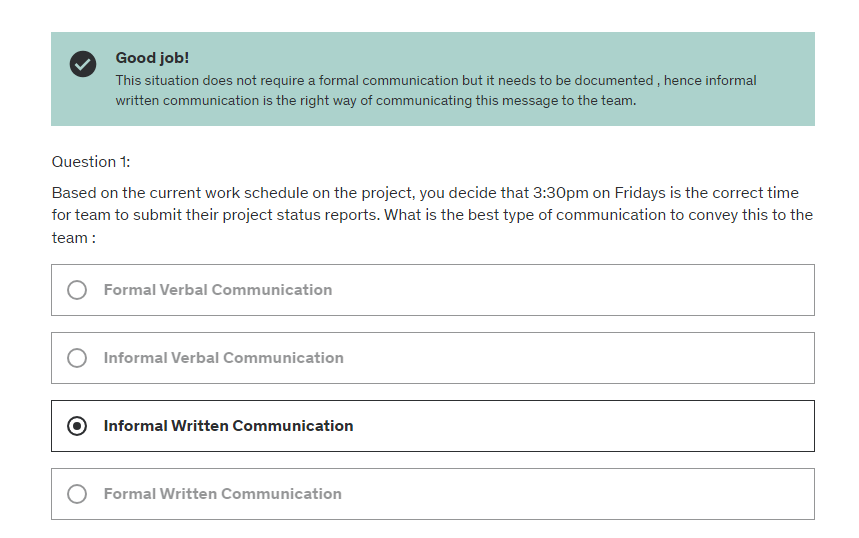 Good job!
This situation does not require a formal communication but it needs to be documented , hence informal
written communication is the right way of communicating this message to the team.
Question 1:
Based on the current work schedule on the project, you decide that 3:30pm on Fridays is the correct time
for team to submit their project status reports. What is the best type of communication to convey this to the
team :
Formal Verbal Communication
Informal Verbal Communication
Informal Written Communication
Formal Written Communication